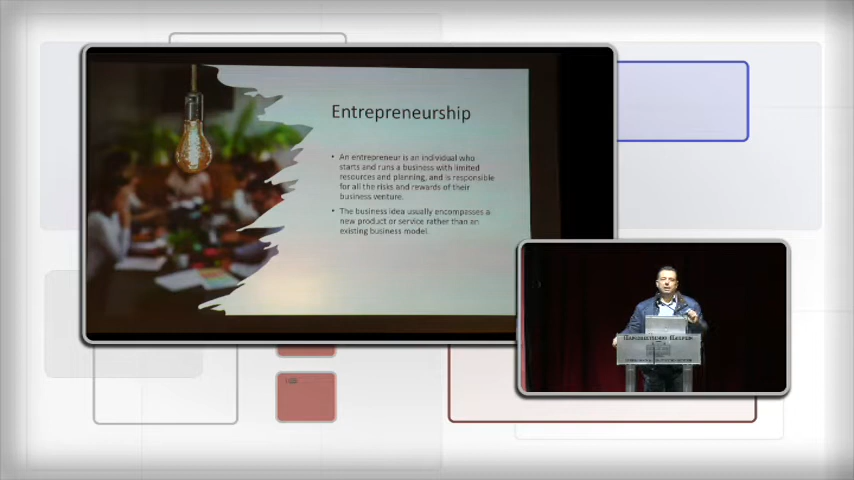 Entrepreneurship
• An entrepreneur is an individual who
starts and runs a business with limited
resources and planning, and is responsible
for all the risks and rewards of their
business venture.
• The business idea usually encompasses a
new product or service rather than an
existing business model.